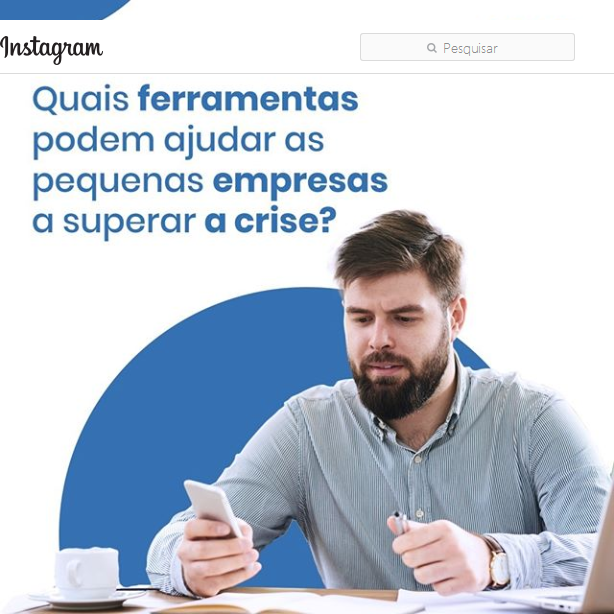 Instagram
Pesquisar
Quais ferramentas
podem ajudar as
pequenas empresas
a superar a crise?